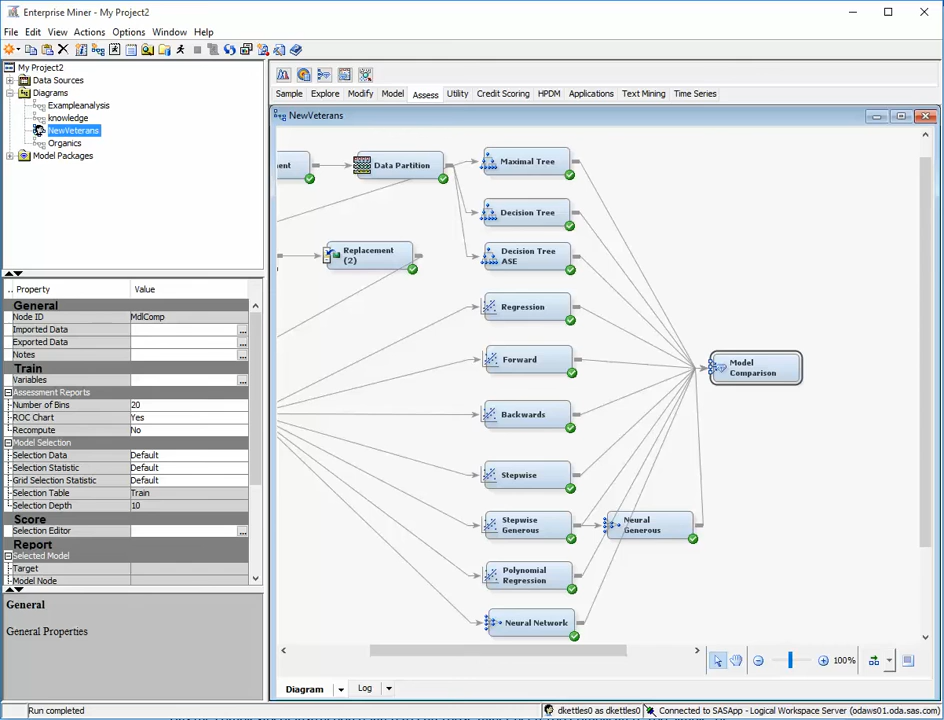 Enterprise Miner - My Project2
File Edit View Actions Options Window Help
My Project2
Data Sources
Diagrams
Exampleanalysis
knowledge
NewVeterans
Organics
Model Packages
.. Property Value
General
Node ID MdlComp
Imported Data ...
Exported Data ...
Notes ...
Train
Variables ...
Assessment Reports
Number of Bins 20
ROC Chart Yes
Recompute No
Model Selection
Selection Data Default
Selection Statistic Default
Grid Selection Statistic Default
Selection Table Train
Selection Depth 10
Score
Selection Editor ...
Report
Selected Model
Target
Model Node
General
General Properties
Sample Explore Modify Model Assess Utility Credit Scoring HPDM Applications Text Mining Time Series
NewVeterans
ent
Data Partition
Replacement
(2)
Maximal Tree
Decision Tree
Decision Tree
ASE
Regression
Forward
Backwards
Stepwise
Stepwise
Generous
Neural
Generous
Polynomial
Regression
Neural Network
Model
Comparison
100%
Diagram Log
Run completed
dkettles0 as dkettles0
Connected to SASApp - Logical Workspace Server (odaws01.oda.sas.com)